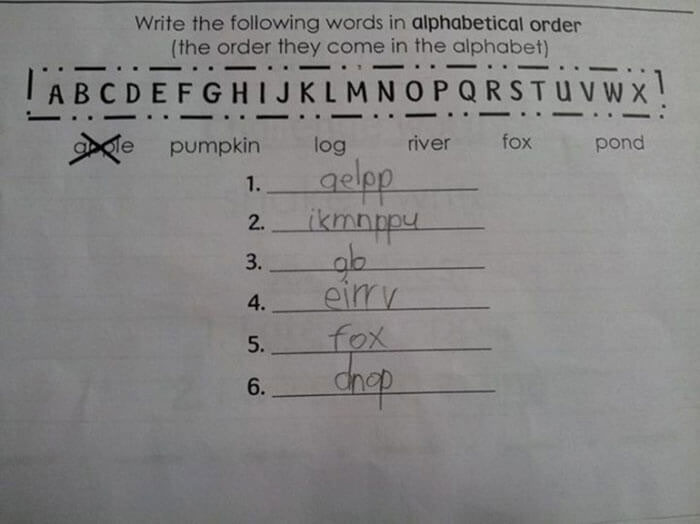 Write the following words in alphabetical order
(the order they come in the alphabet)
A B C D E F G H I J K L M N O P Q R S T U V W X
apple pumpkin log river fox pond
1. aelpp
2. ikmnppu
3. glo
4. eirrv
5. fox
6. dnop